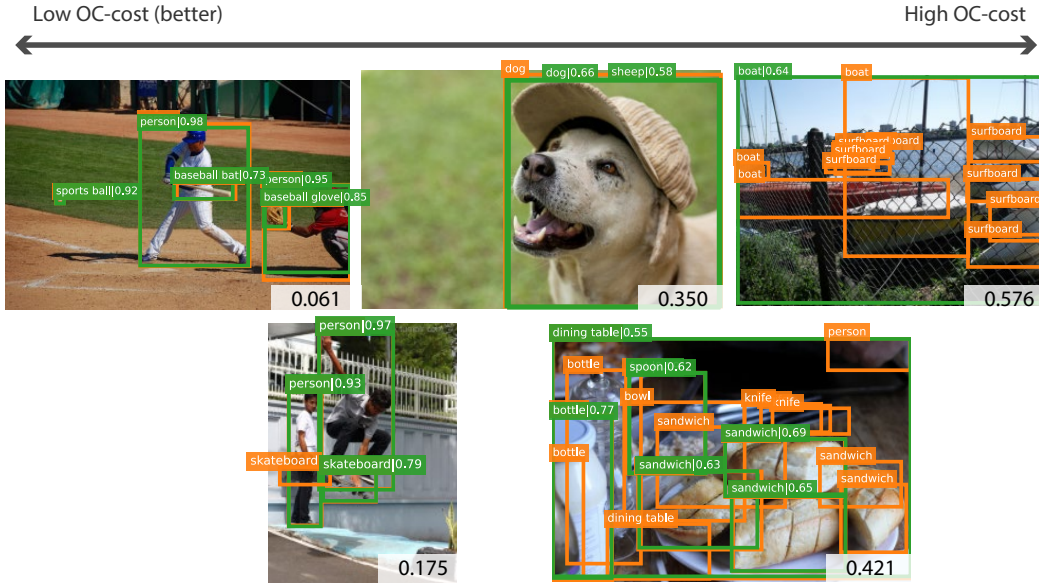 Low OC-cost (better)
High OC-cost
person|0.98
baseball bat|0.73
person|0.95
sports ball|0.92
baseball glove|0.85
0.061
dog
dog|0.66
sheep|0.58
0.350
boat|0.64
boat
surfboard
surfboard
surfboard
board
boat
boat
surfboard
surfboard
surfboard
0.576
person|0.97
person|0.93
skateboard
skateboard|0.79
0.175
dining table|0.55
person
bottle
spoon|0.62
bowl
knife
knife
bottle|0.77
sandwich
sandwich|0.69
bottle
sandwich|0.63
sandwich
sandwich
sandwich|0.65
dining table
0.421